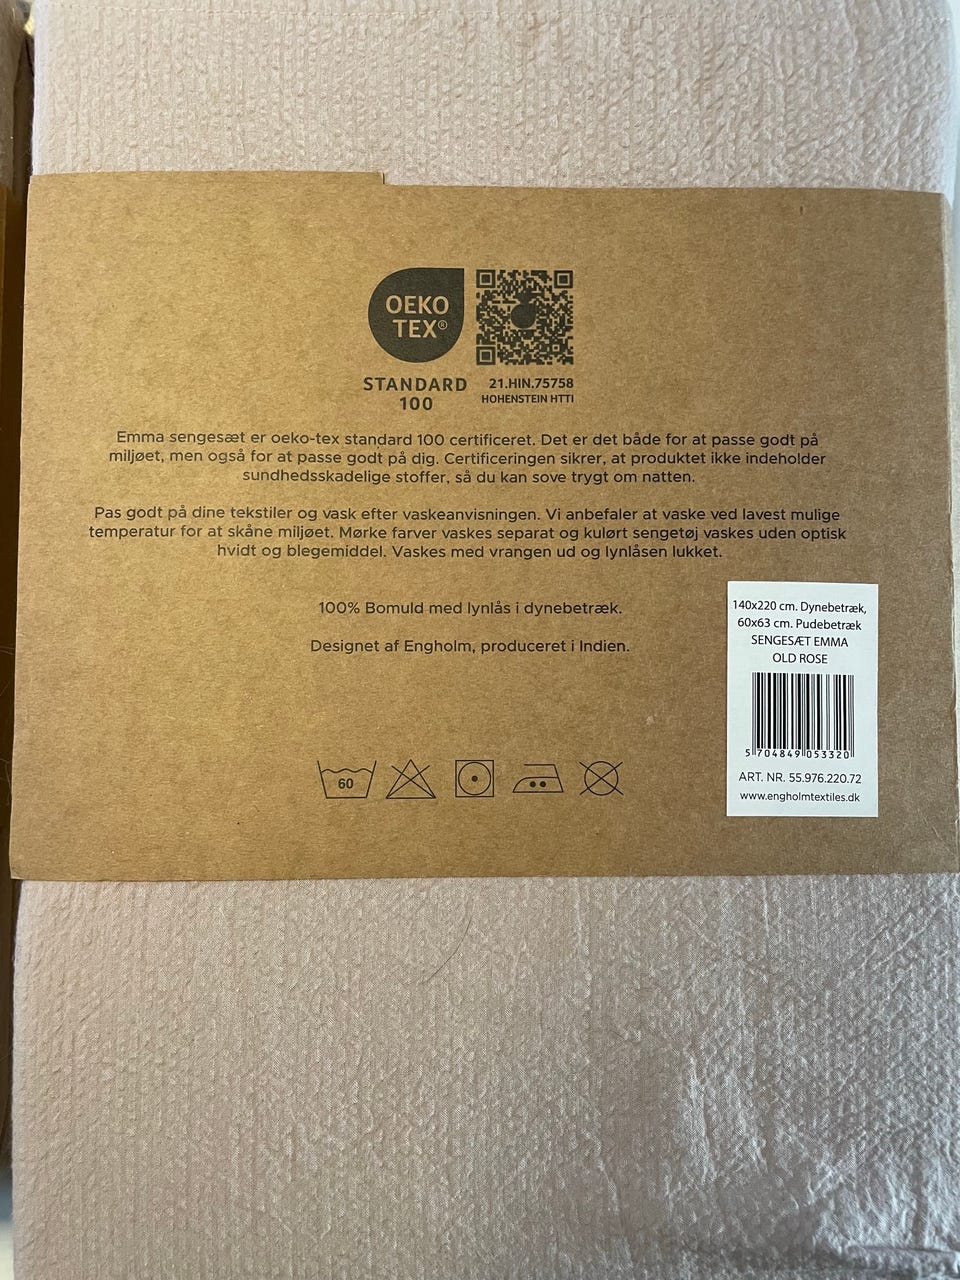 OEKO
TEX®
STANDARD
100
21.HIN.75758
HOHENSTEIN HTTI
Emma sengesæt er oeko-tex standard 100 certificeret. Det er det både for at passe godt på
miljøet, men også for at passe godt på dig. Certificeringen sikrer, at produktet ikke indeholder
sundhedsskadelige stoffer, så du kan sove trygt om natten.
Pas godt på dine tekstiler og vask efter vaskeanvisningen. Vi anbefaler at vaske ved lavest mulige
temperatur for at skåne miljøet. Mørke farver vaskes separat og kulørt sengetøj vaskes uden optisk
hvidt og blegemiddel. Vaskes med vrangen ud og lynlåsen lukket.
100% Bomuld med lynlås i dynebetræk.
Designet af Engholm, produceret i Indien.
60
140x220 cm. Dynebetræk,
60x63 cm. Pudebetræk
SENGESÆT EMMA
OLD ROSE
5 704849 053320
ART. NR. 55.976.220.72
www.engholmtextiles.dk